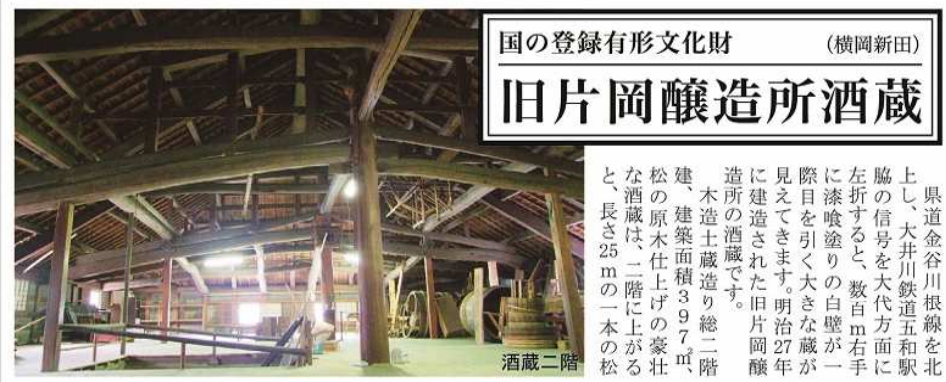 国の登録有形文化財
（横岡新田）
旧片岡醸造所酒蔵
県道金谷川根線を北
上し、大井川鉄道五和駅
脇の信号を大代方面に
左折すると、数百m右手
に漆喰塗りの白壁が一
際目を引く大きな蔵が
見えてきます。明治27年
に建造された旧片岡醸
造所の酒蔵です。
木造土蔵造り総二階
建、建築面積397㎡、
松の原木仕上げの豪壮
な酒蔵は、二階に上がる
と、長さ25mの一本の松
酒蔵二階